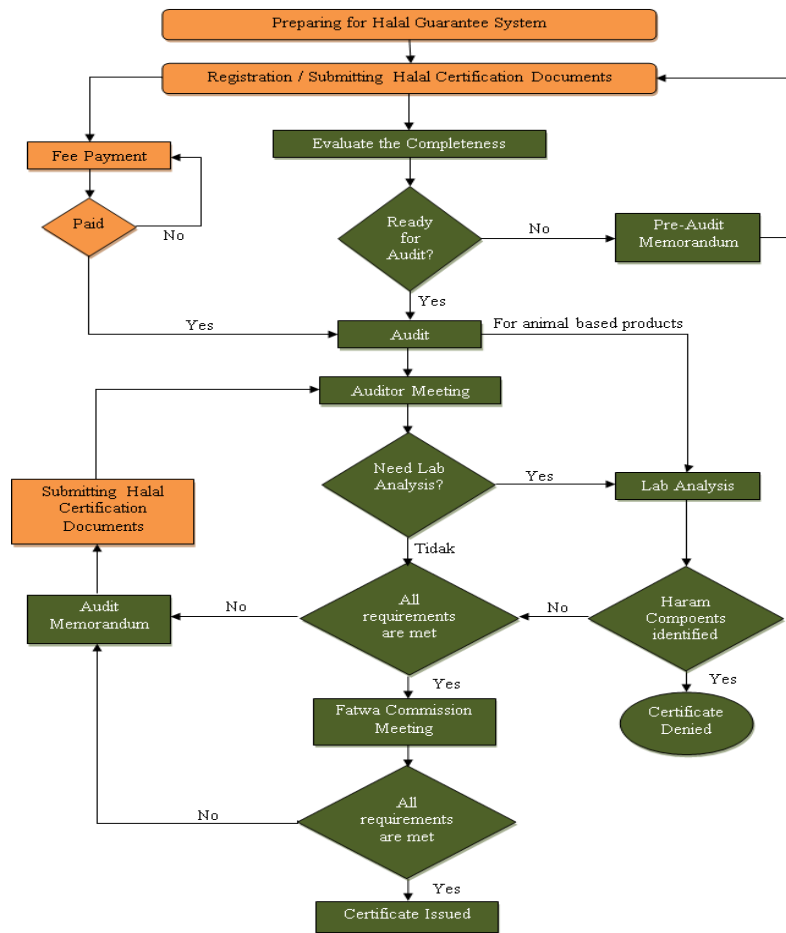 Preparing for Halal Guarantee System
Registration / Submitting Halal Certification Documents
Fee Payment
Evaluate the Completeness
Paid
No
Ready
for
Audit?
No
Pre-Audit
Memorandum
Yes
Yes
Audit
For animal based products
Auditor Meeting
Need Lab
Analysis?
Yes
Lab Analysis
Submitting Halal
Certification
Documents
Tidak
Audit
Memorandum
No
All
requirements
are met
No
Haram
Compoents
identified
Yes
Yes
Fatwa Commission
Meeting
Certificate
Denied
No
All
requirements
are met
Yes
Certificate Issued